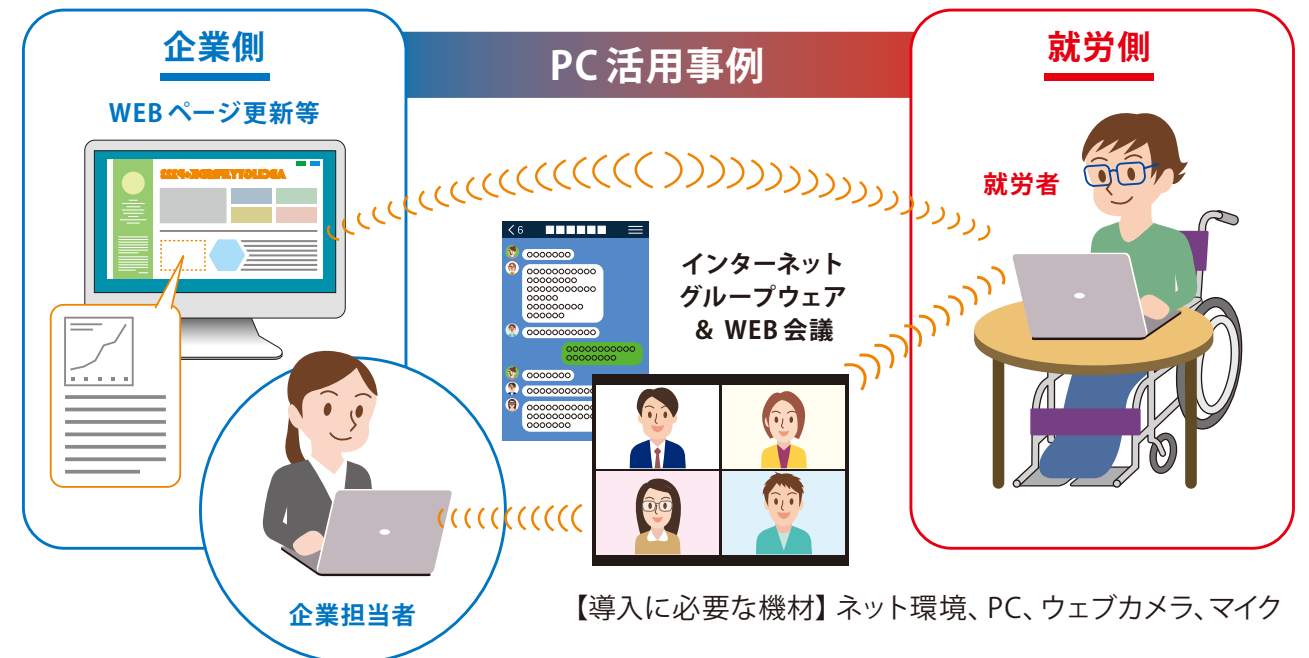 企業側
PC活用事例
就労側
WEBページ更新等
就労者
6
インターネット
グループウェア
& WEB会議
企業担当者
【導入に必要な機材】ネット環境、PC、ウェブカメラ、マイク